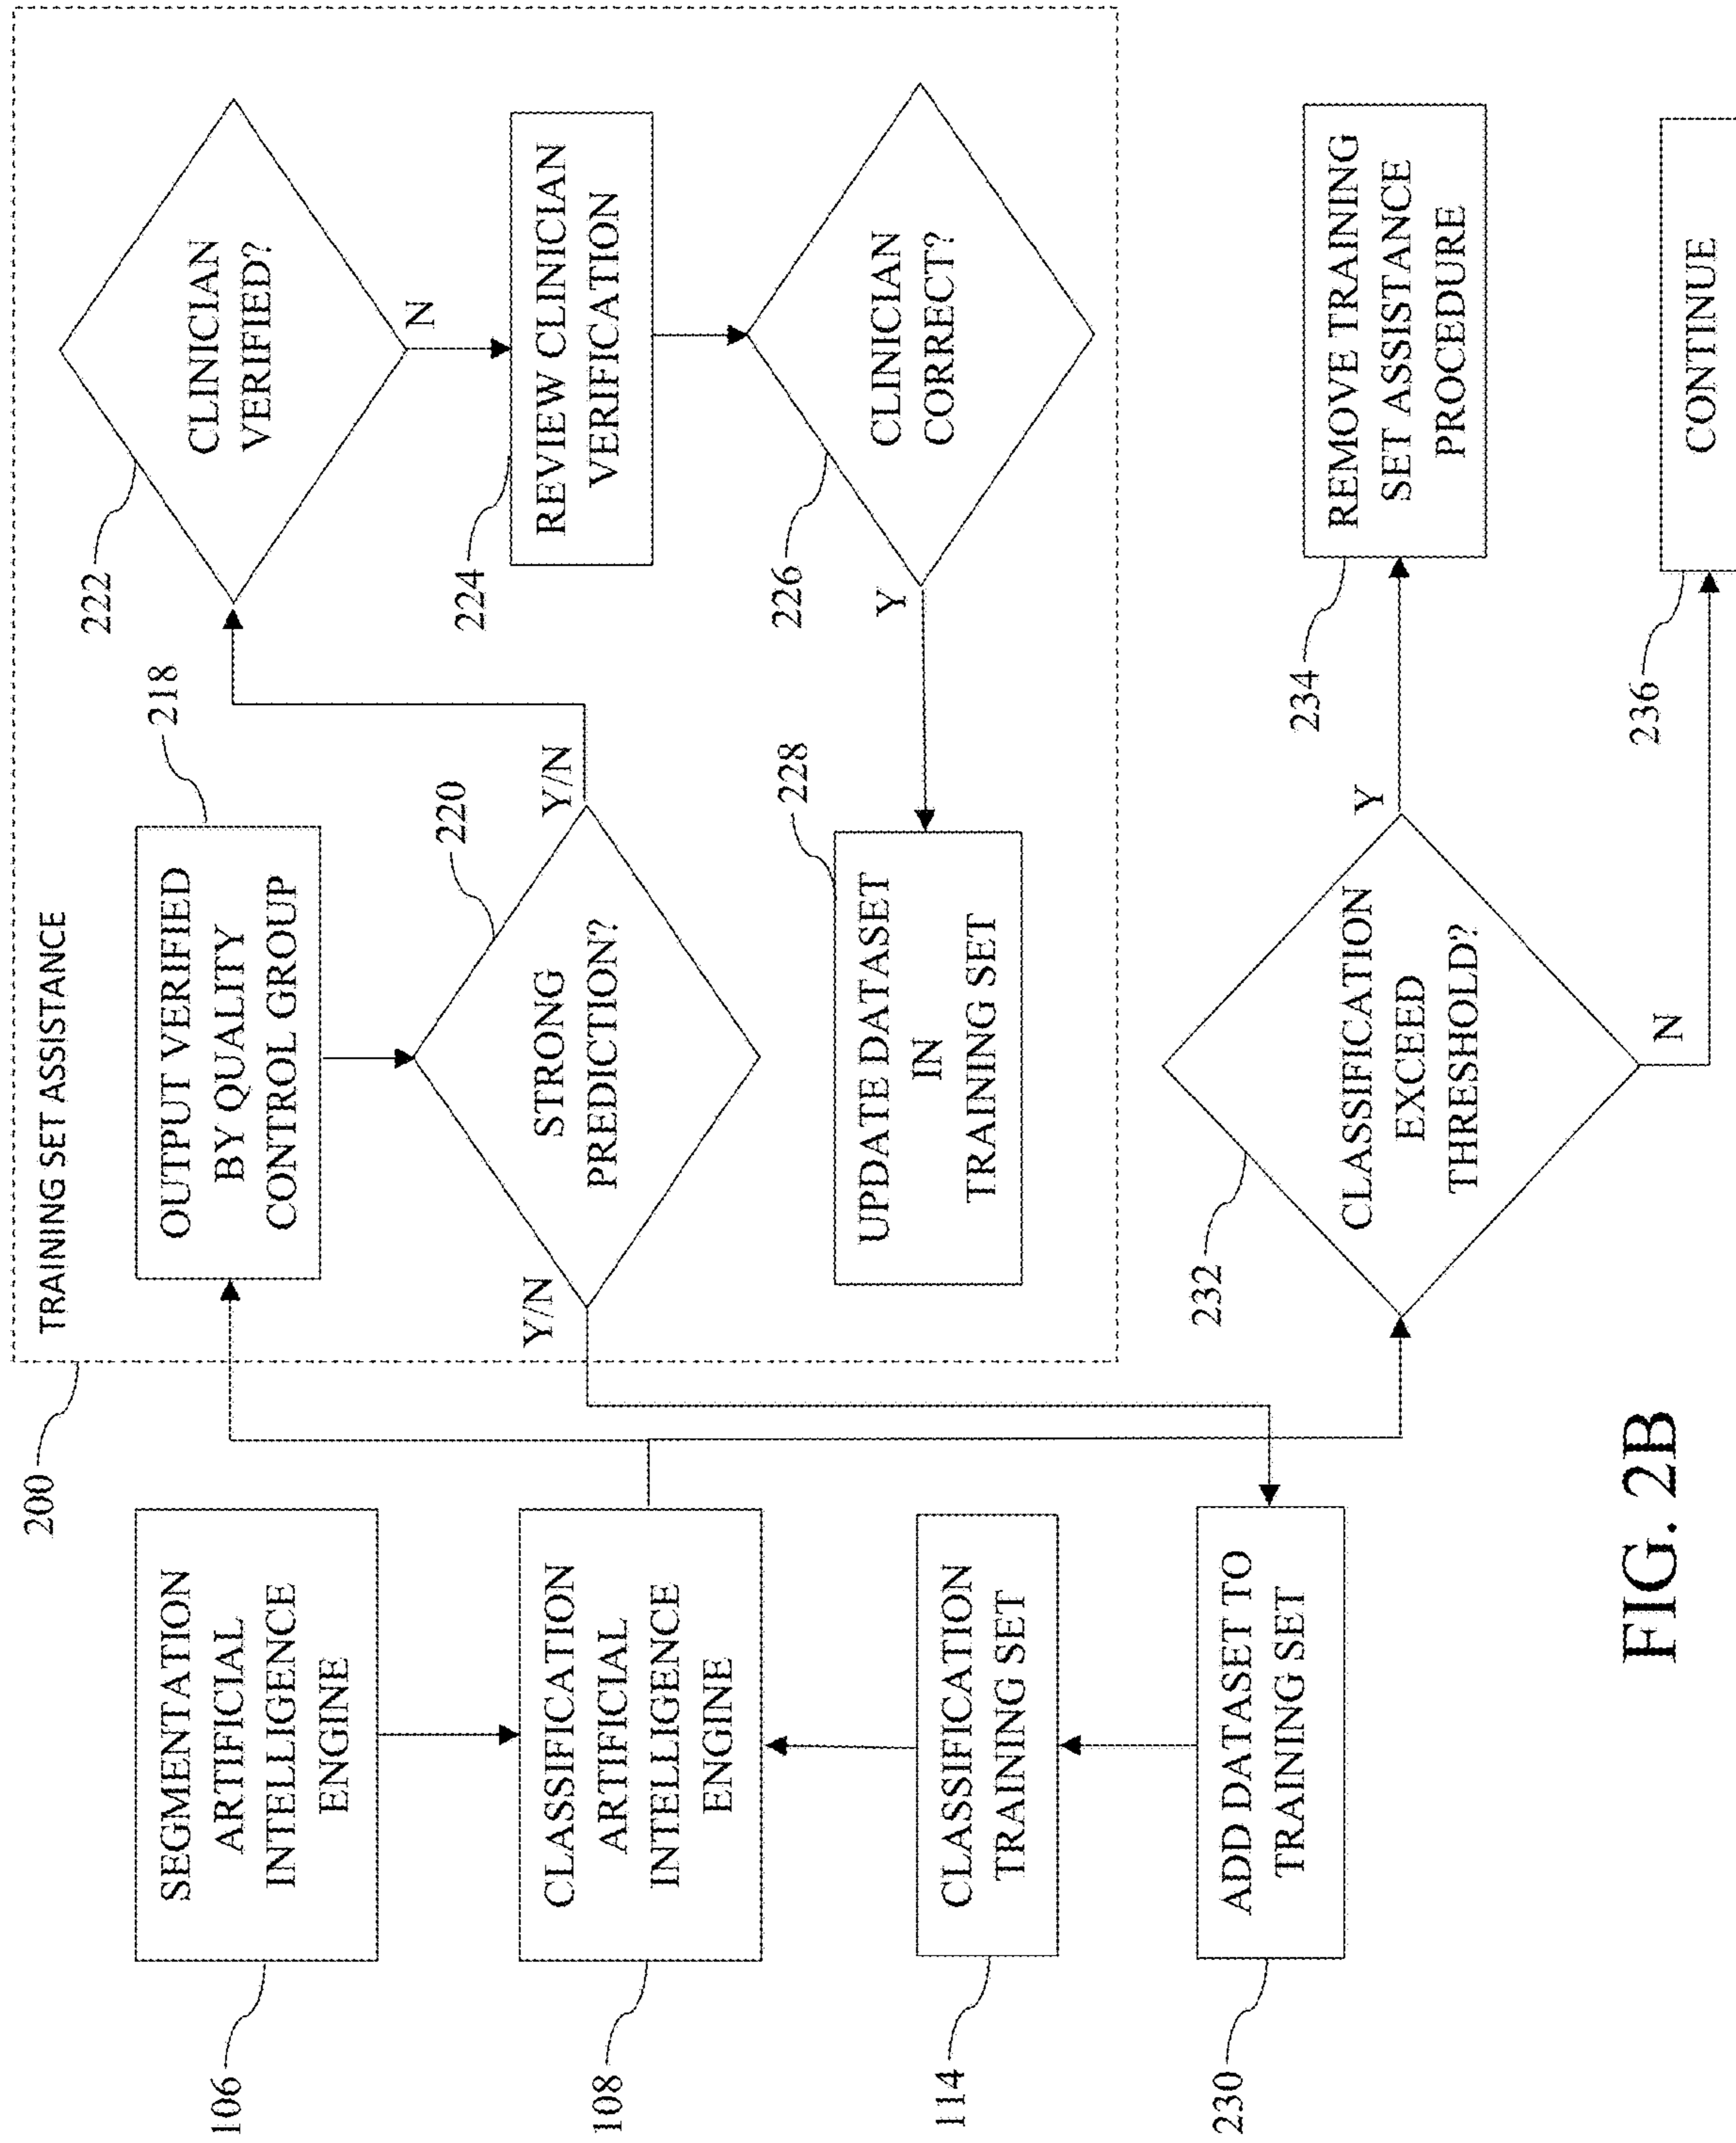 200
TRAINING SET ASSISTANCE
106
SEGMENTATION
ARTIFICIAL
INTELLIGENCE
ENGINE
OUTPUT VERIFIED
BY QUALITY
CONTROL GROUP
218
222
CLINICIAN
VERIFIED?
N
108
CLASSIFICATION
ARTIFICIAL
INTELLIGENCE
ENGINE
Y/N
STRONG
PREDICTION?
220
Y/N
224
REVIEW CLINICIAN
VERIFICATION
114
CLASSIFICATION
TRAINING SET
UPDATE DATASET
IN
TRAINING SET
228
Y
226
CLINICIAN
CORRECT?
230
ADD DATASET TO
TRAINING SET
232
CLASSIFICATION
EXCEED
THRESHOLD?
Y
N
234
REMOVE TRAINING
SET ASSISTANCE
PROCEDURE
236
CONTINUE
FIG. 2B